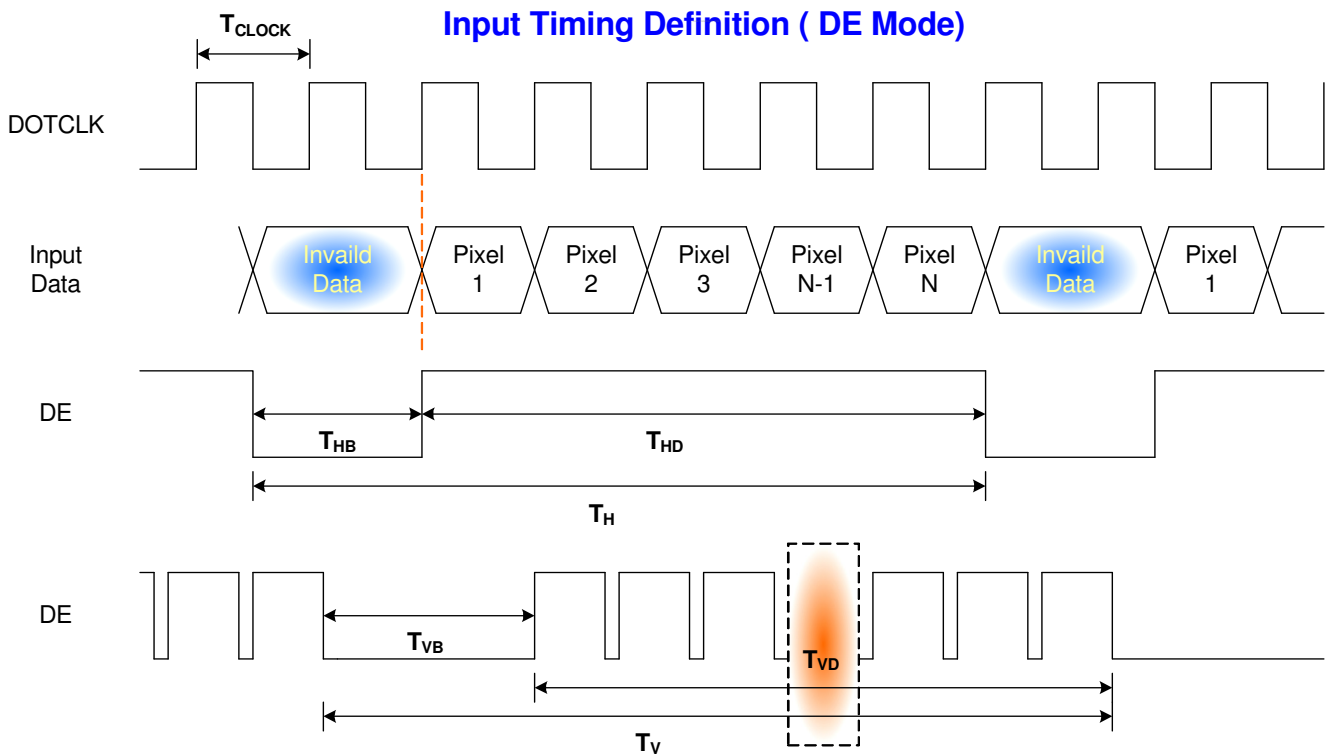 Input Timing Definition ( DE Mode)
TCLOCK
DOTCLK
Input
Data
Invaild
Data
Pixel
1
Pixel
2
Pixel
3
Pixel
N-1
Pixel
N
Invaild
Data
Pixel
1
DE
THB
THD
TH
DE
TVB
TVD
TV